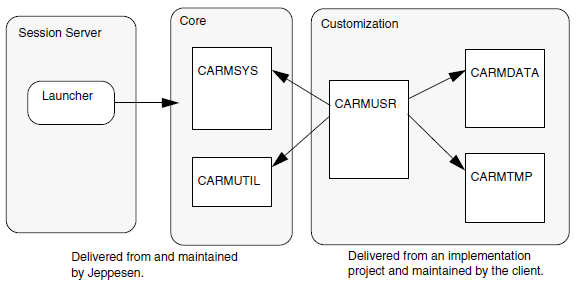 Session Server
Launcher
Core
CARMSYS
CARMUTIL
Customization
CARMUSR
CARMDATA
CARMTMP
Delivered from and maintained
by Jeppesen.
Delivered from an implementation
project and maintained by the client.